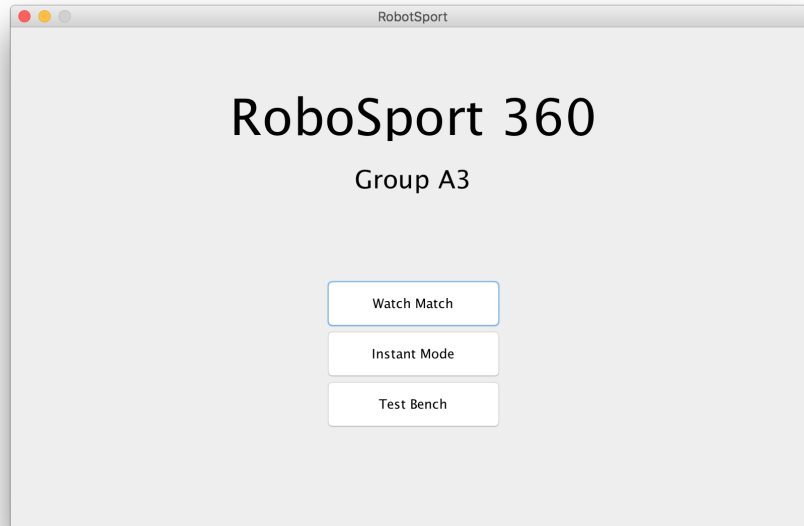 RobotSport
RoboSport 360
Group A3
Watch Match
Instant Mode
Test Bench